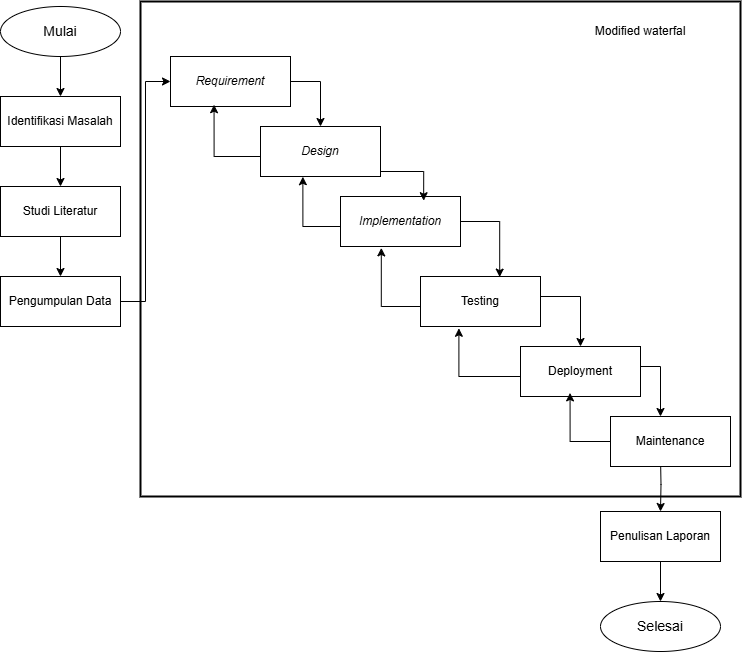 Mulai
Identifikasi Masalah
Studi Literatur
Pengumpulan Data
Modified waterfal
Requirement
Design
Implementation
Testing
Deployment
Maintenance
Penulisan Laporan
Selesai